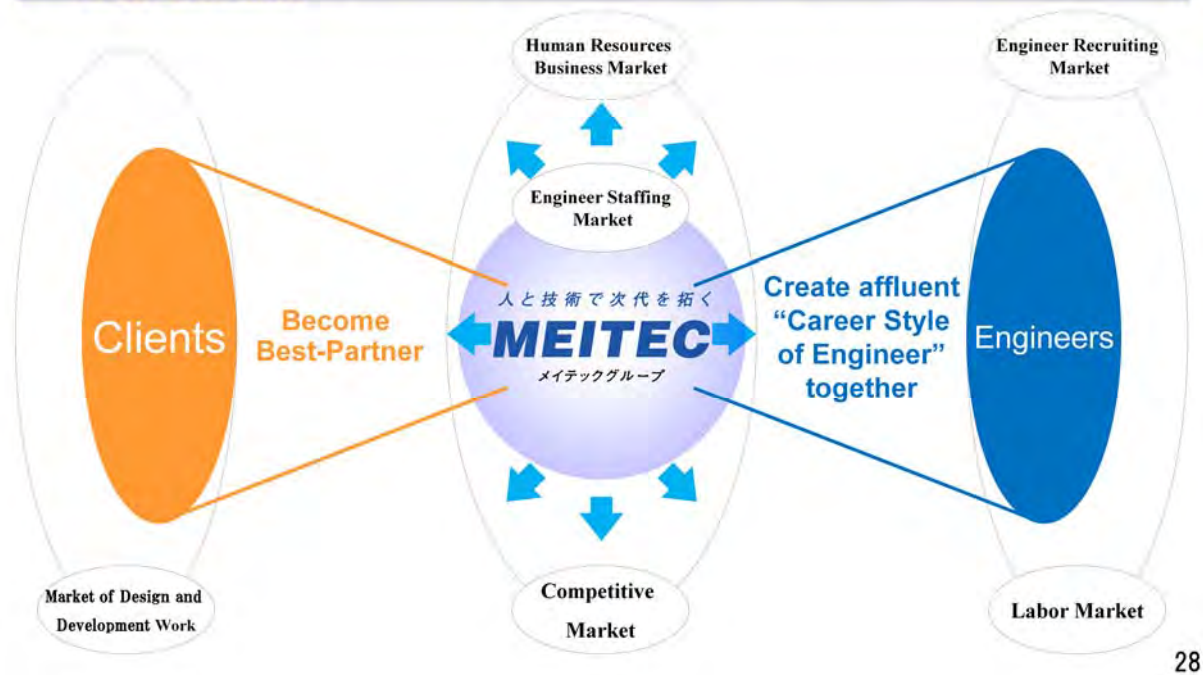 Human Resources
Business Market
Engineer Recruiting
Market
Engineer Staffing
Market
人と技術で次代を拓く
MEITEC
メイテックグループ
Clients
Become
Best-Partner
Create affluent
“Career Style
of Engineer”
together
Engineers
Market of Design and
Development Work
Competitive
Market
Labor Market
28